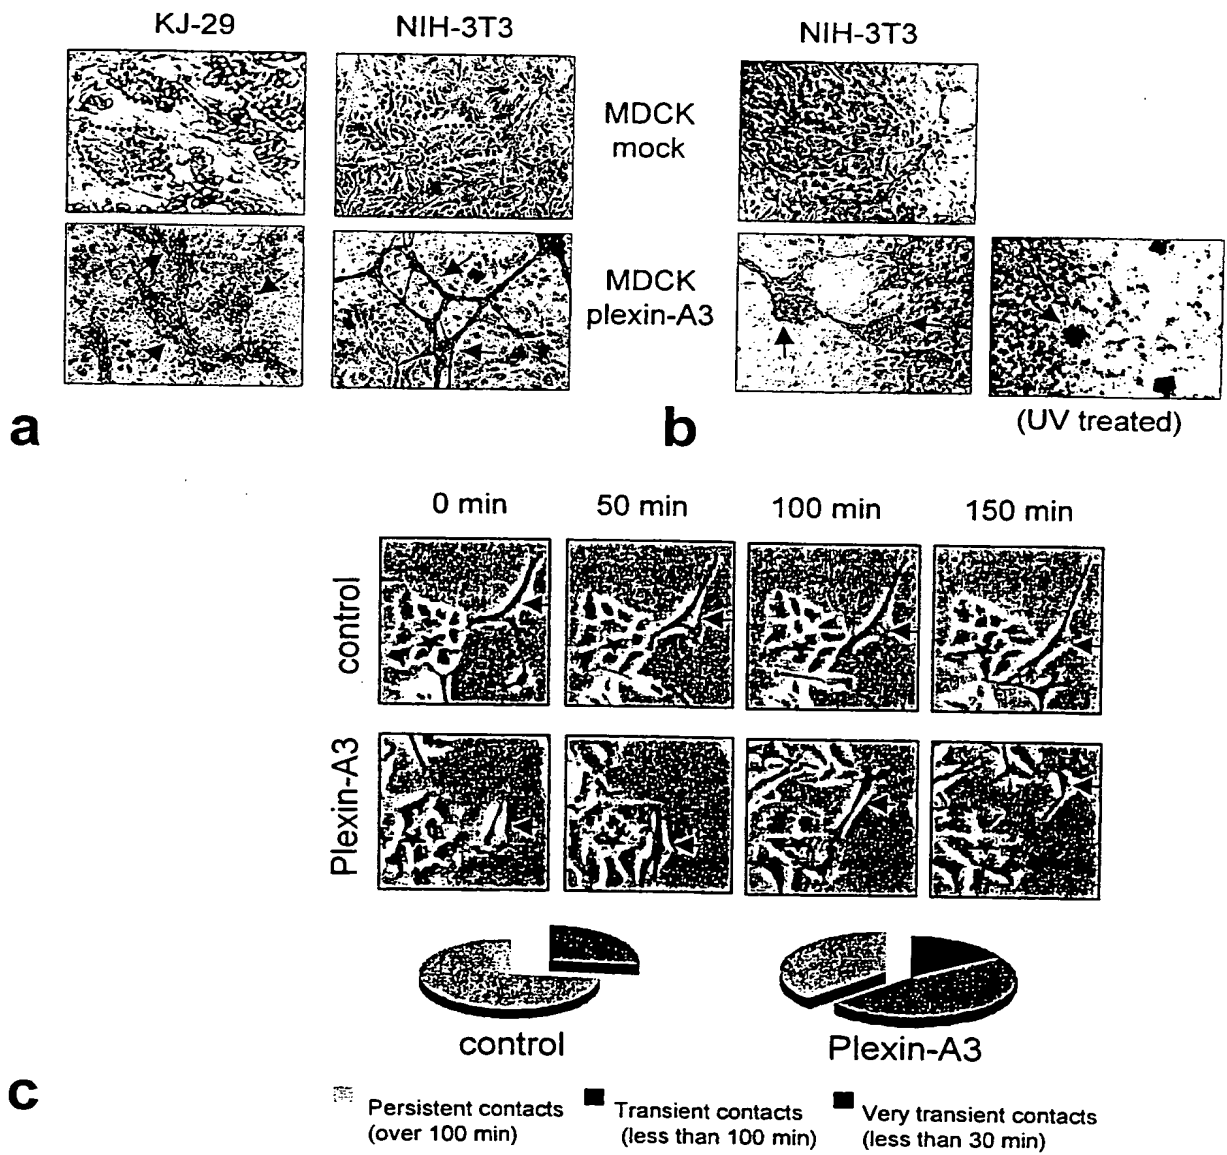 KJ-29
NIH-3T3
NIH-3T3
MDCK
mock
MDCK
plexin-A3
a
b
(UV treated)
0 min
50 min
100 min
150 min
control
Plexin-A3
control
Plexin-A3
c
Persistent contacts
(over 100 min)
Transient contacts
(less than 100 min)
Very transient contacts
(less than 30 min)